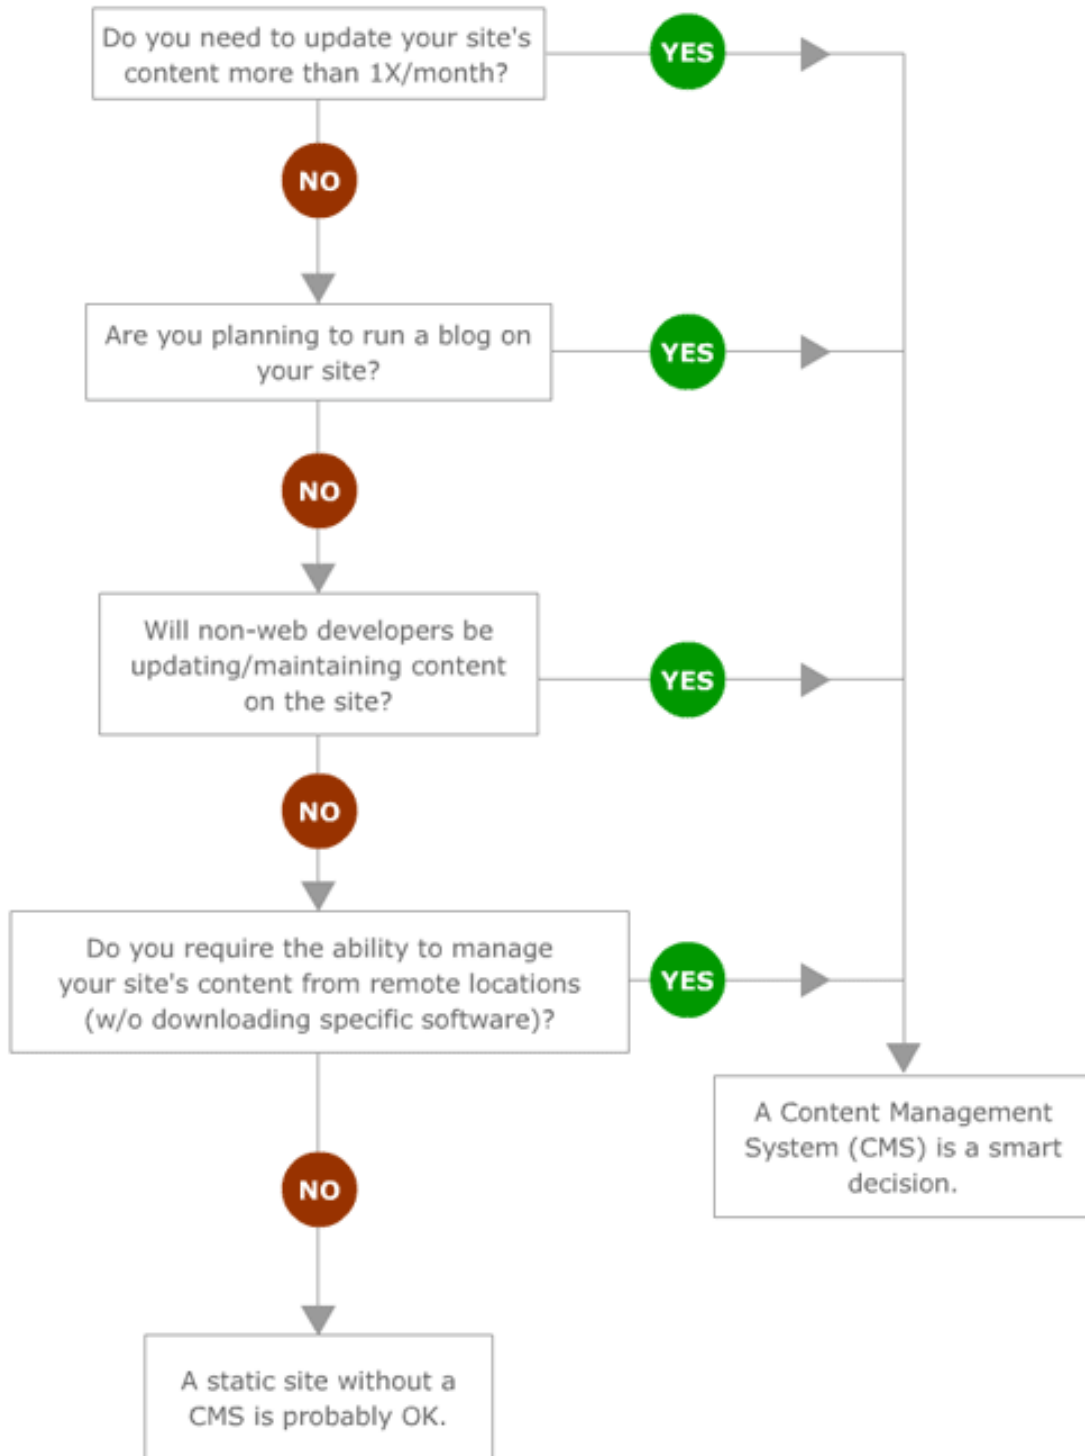 Do you need to update your site's
content more than 1X/month?
YES
NO
Are you planning to run a blog on
your site?
YES
NO
Will non-web developers be
updating/maintaining content
on the site?
YES
NO
Do you require the ability to manage
your site's content from remote locations
(w/o downloading specific software)?
YES
A Content Management
System (CMS) is a smart
decision.
NO
A static site without a
CMS is probably OK.